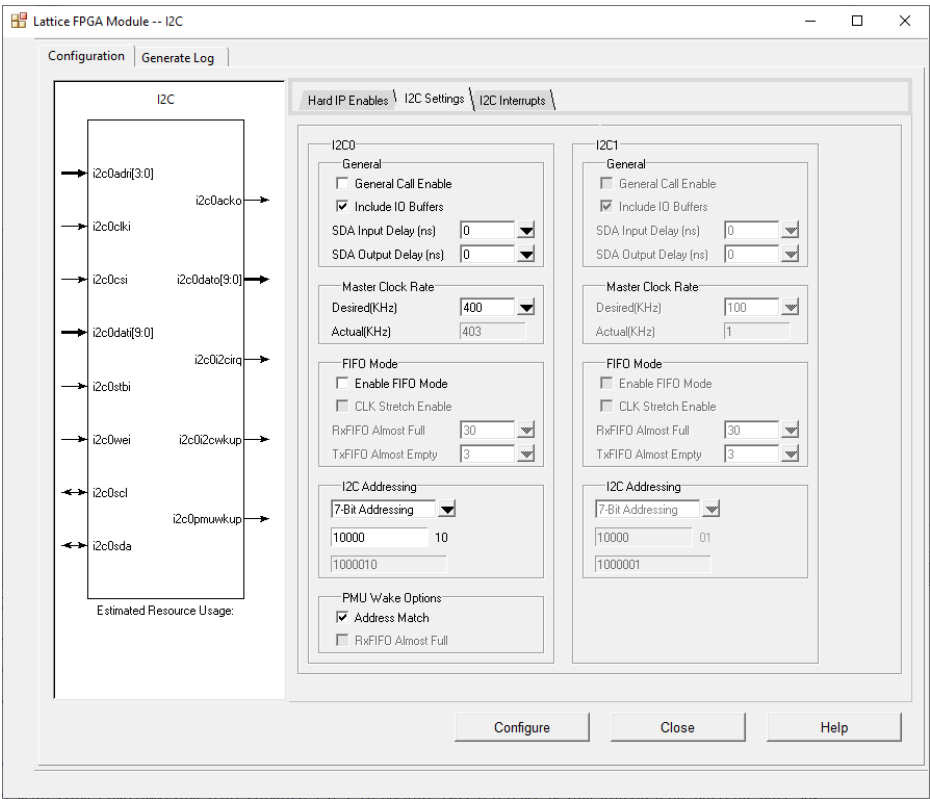 Lattice FPGA Module -- I2C
Configuration
Generate Log
I2C
i2c0adri[3:0]
i2c0acko
i2c0clki
i2c0csi
i2c0dato[9:0]
i2c0dati[9:0]
i2c0i2cirq
i2c0stbi
i2c0wei
i2c0i2cwkup
i2c0scl
i2c0pmuwkup
i2c0sda
Estimated Resource Usage:
Hard IP Enables
I2C Settings
I2C Interrupts
I2C0
General
General Call Enable
Include IO Buffers
SDA Input Delay (ns) 0
SDA Output Delay (ns) 0
Master Clock Rate
Desired(KHz) 400
Actual(KHz) 403
FIFO Mode
Enable FIFO Mode
CLK Stretch Enable
RxFIFO Almost Full 30
TxFIFO Almost Empty 3
I2C Addressing
7-Bit Addressing
10000 10
1000010
PMU Wake Options
Address Match
RxFIFO Almost Full
I2C1
General
General Call Enable
Include IO Buffers
SDA Input Delay (ns) 0
SDA Output Delay (ns) 0
Master Clock Rate
Desired(KHz) 100
Actual(KHz) 1
FIFO Mode
Enable FIFO Mode
CLK Stretch Enable
RxFIFO Almost Full 30
TxFIFO Almost Empty 3
I2C Addressing
7-Bit Addressing
10000 01
1000001
Configure
Close
Help